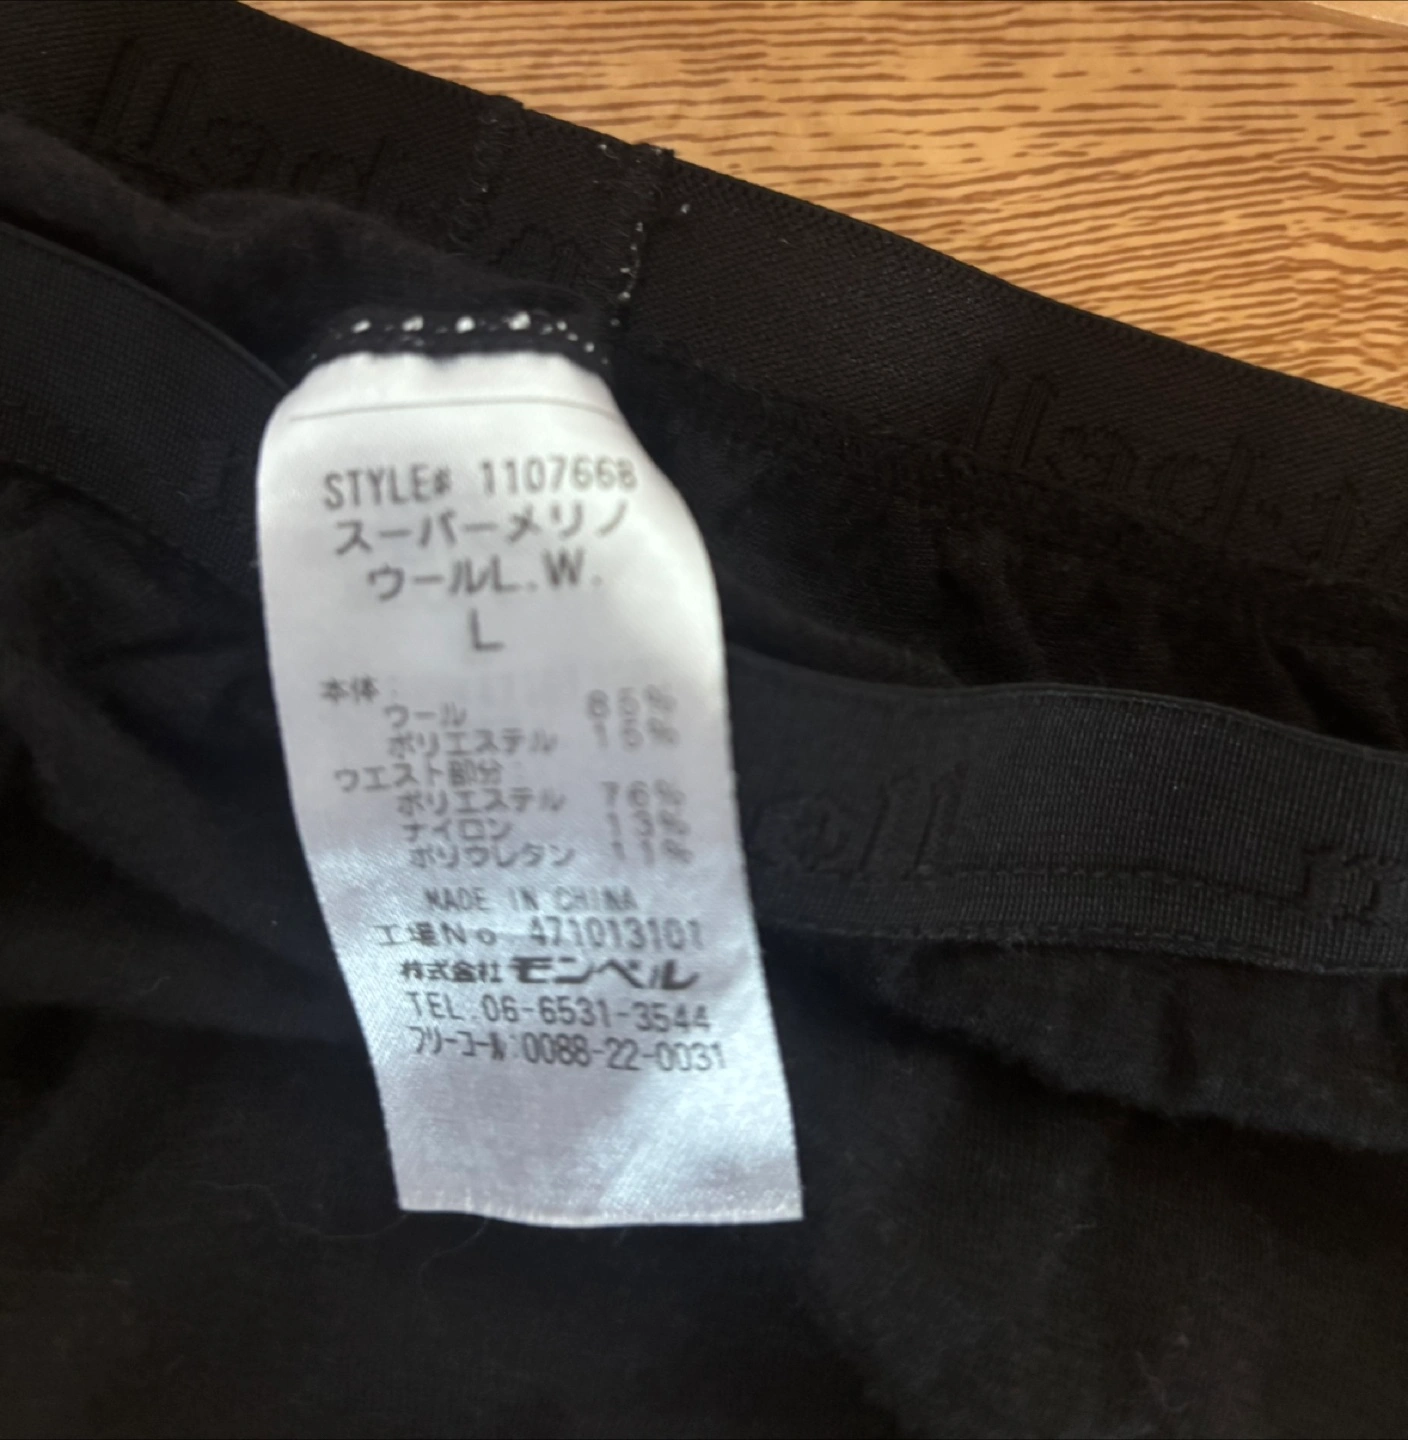 STYLE# 1107668
スーパーメリノ
ウールL.W.
L
本体:
ウール 85%
ポリエステル 15%
ウエスト部分:
ポリエステル 76%
ナイロン 13%
ポリウレタン 11%
MADE IN CHINA
工場No 471013101
株式会社モンベル
TEL:06-6531-3544
フリーコール:0088-22-0031